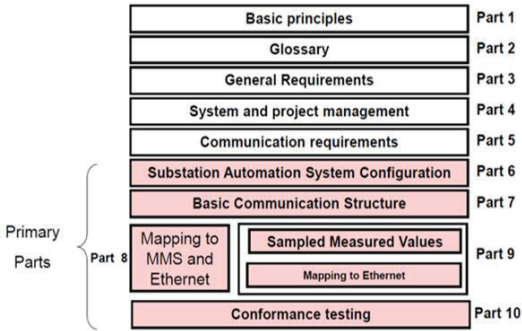 Basic principles Part 1
Glossary Part 2
General Requirements Part 3
System and project management Part 4
Communication requirements Part 5
Substation Automation System Configuration Part 6
Basic Communication Structure Part 7
Primary
Parts
Part 8
Mapping to
MMS and
Ethernet
Sampled Measured Values
Mapping to Ethernet
Part 9
Conformance testing Part 10